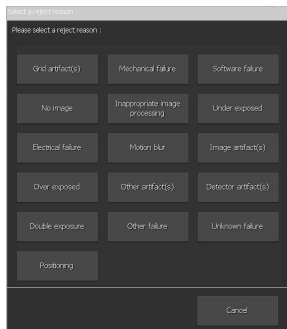 Select a reject reason
Please select a reject reason :
Grid artifact(s)
Mechanical failure
Software failure
No image
Inappropriate image
processing
Under exposed
Electrical failure
Motion blur
Image artifact(s)
Over exposed
Other artifact(s)
Detector artifact(s)
Double exposure
Other failure
Unknown failure
Positioning
Cancel